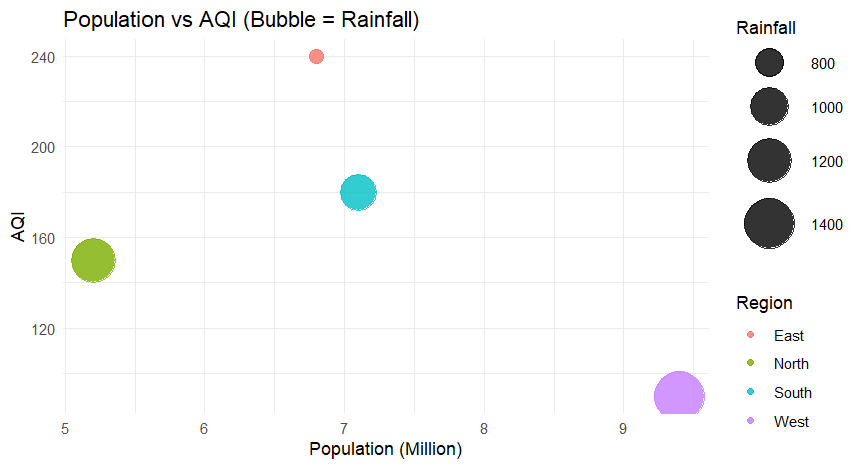 Population vs AQI (Bubble = Rainfall)
AQI
240
200
160
120
5 6 7 8 9
Population (Million)
Rainfall
800
1000
1200
1400
Region
East
North
South
West